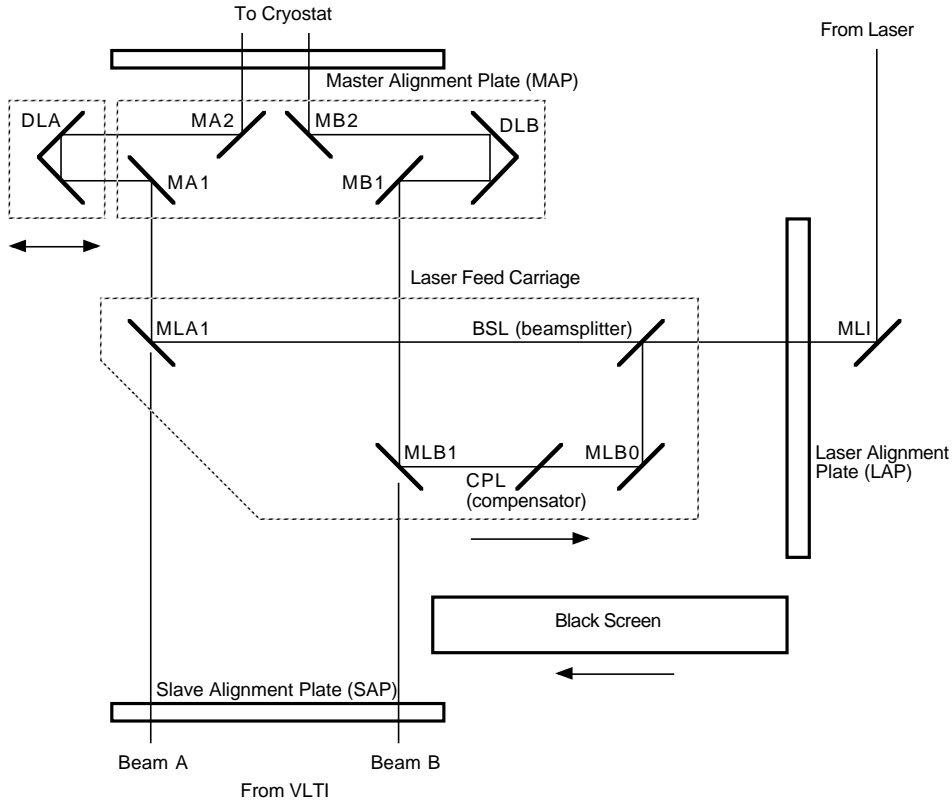 To Cryostat
From Laser
Master Alignment Plate (MAP)
DLA
MA2
MB2
DLB
MA1
MB1
Laser Feed Carriage
MLA1
BSL (beamsplitter)
MLI
MLB1
MLB0
CPL
(compensator)
Laser Alignment
Plate (LAP)
Black Screen
Slave Alignment Plate (SAP)
Beam A
Beam B
From VLTI